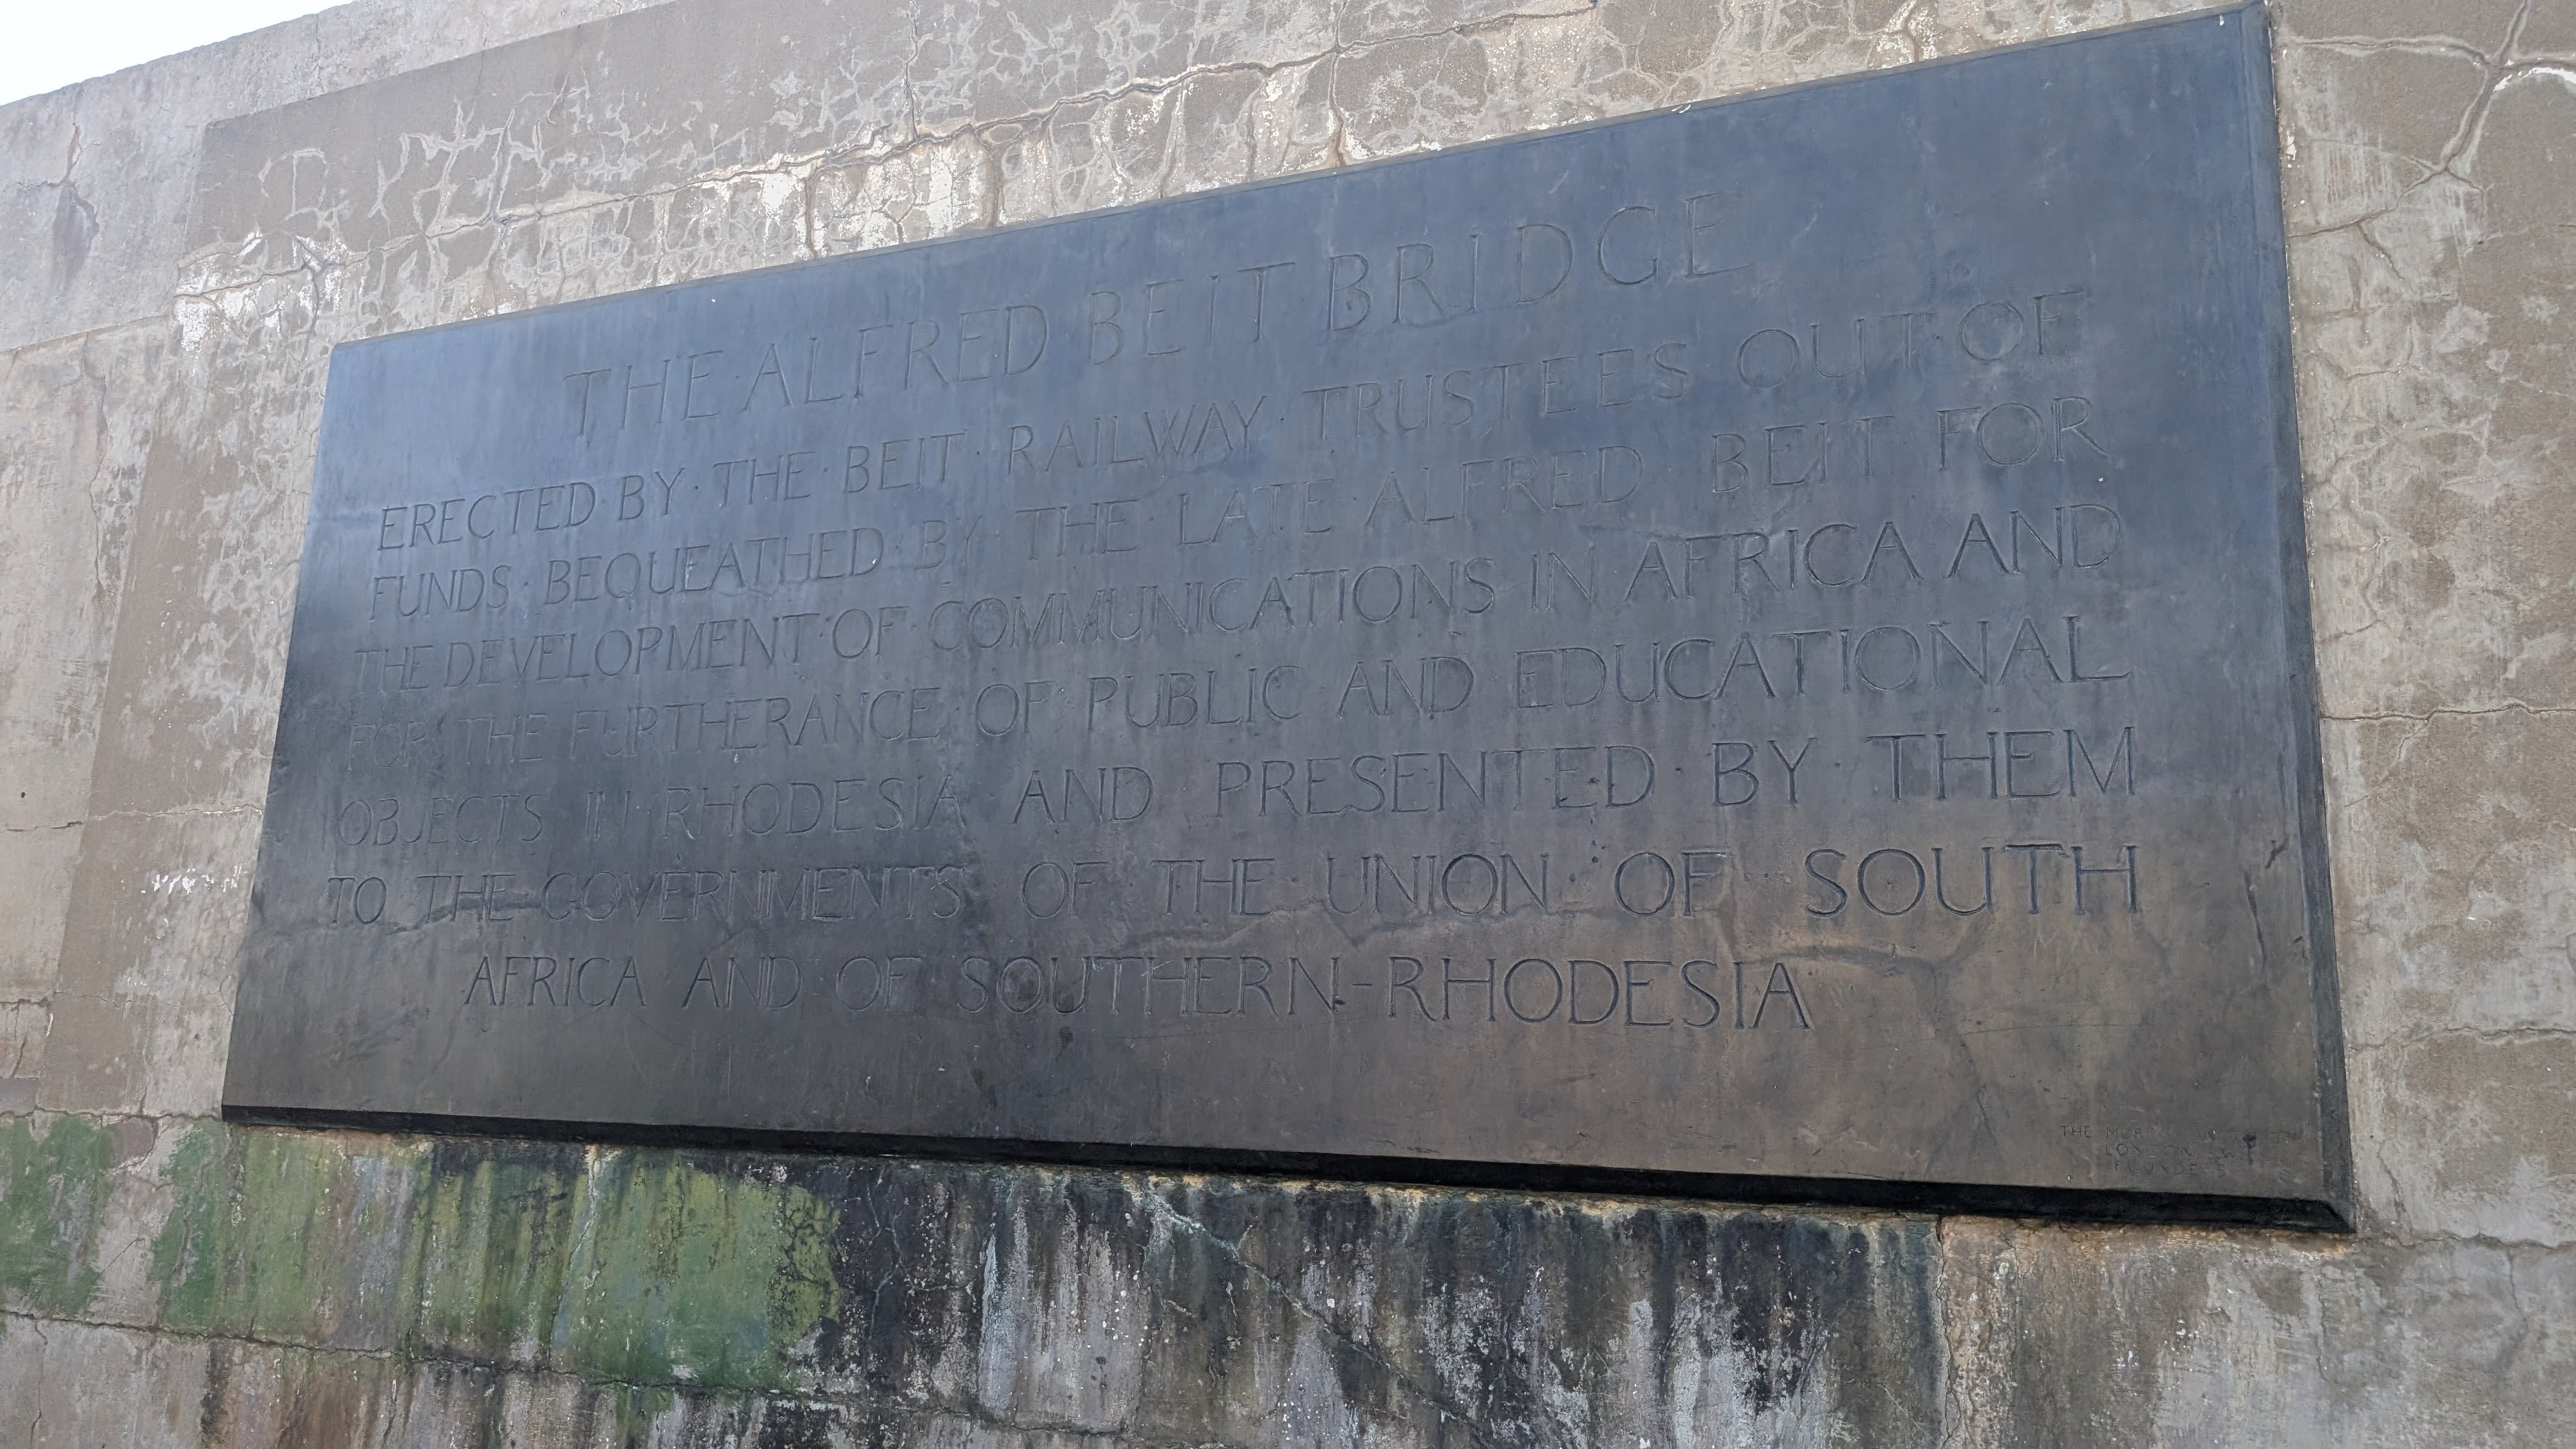 THE·ALFRED BEIT BRIDGE
ERECTED BY·THE·BEIT·RAILWAY·TRUSTEES OUT·OF
FUNDS·BEQUEATHED·BY·THE·LATE·ALFRED BEIT FOR
THE DEVELOPMENT·OF·COMMUNICATIONS IN AFRICA AND
FOR·THE FURTHERANCE OF PUBLIC AND EDUCATIONAL
OBJECTS IN·RHODESIA AND PRESENTED·BY·THEM
TO THE GOVERNMENTS OF·THE·UNION OF SOUTH
AFRICA AND OF SOUTHERN-RHODESIA
THE